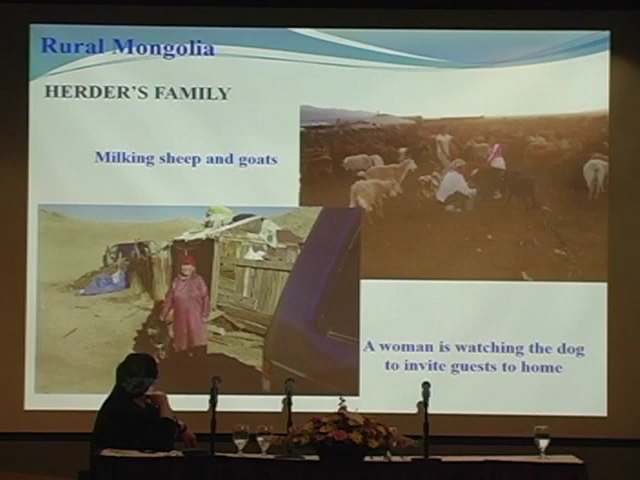 Rural Mongolia
HERDER'S FAMILY
Milking sheep and goats
A woman is watching the dog
to invite guests to home